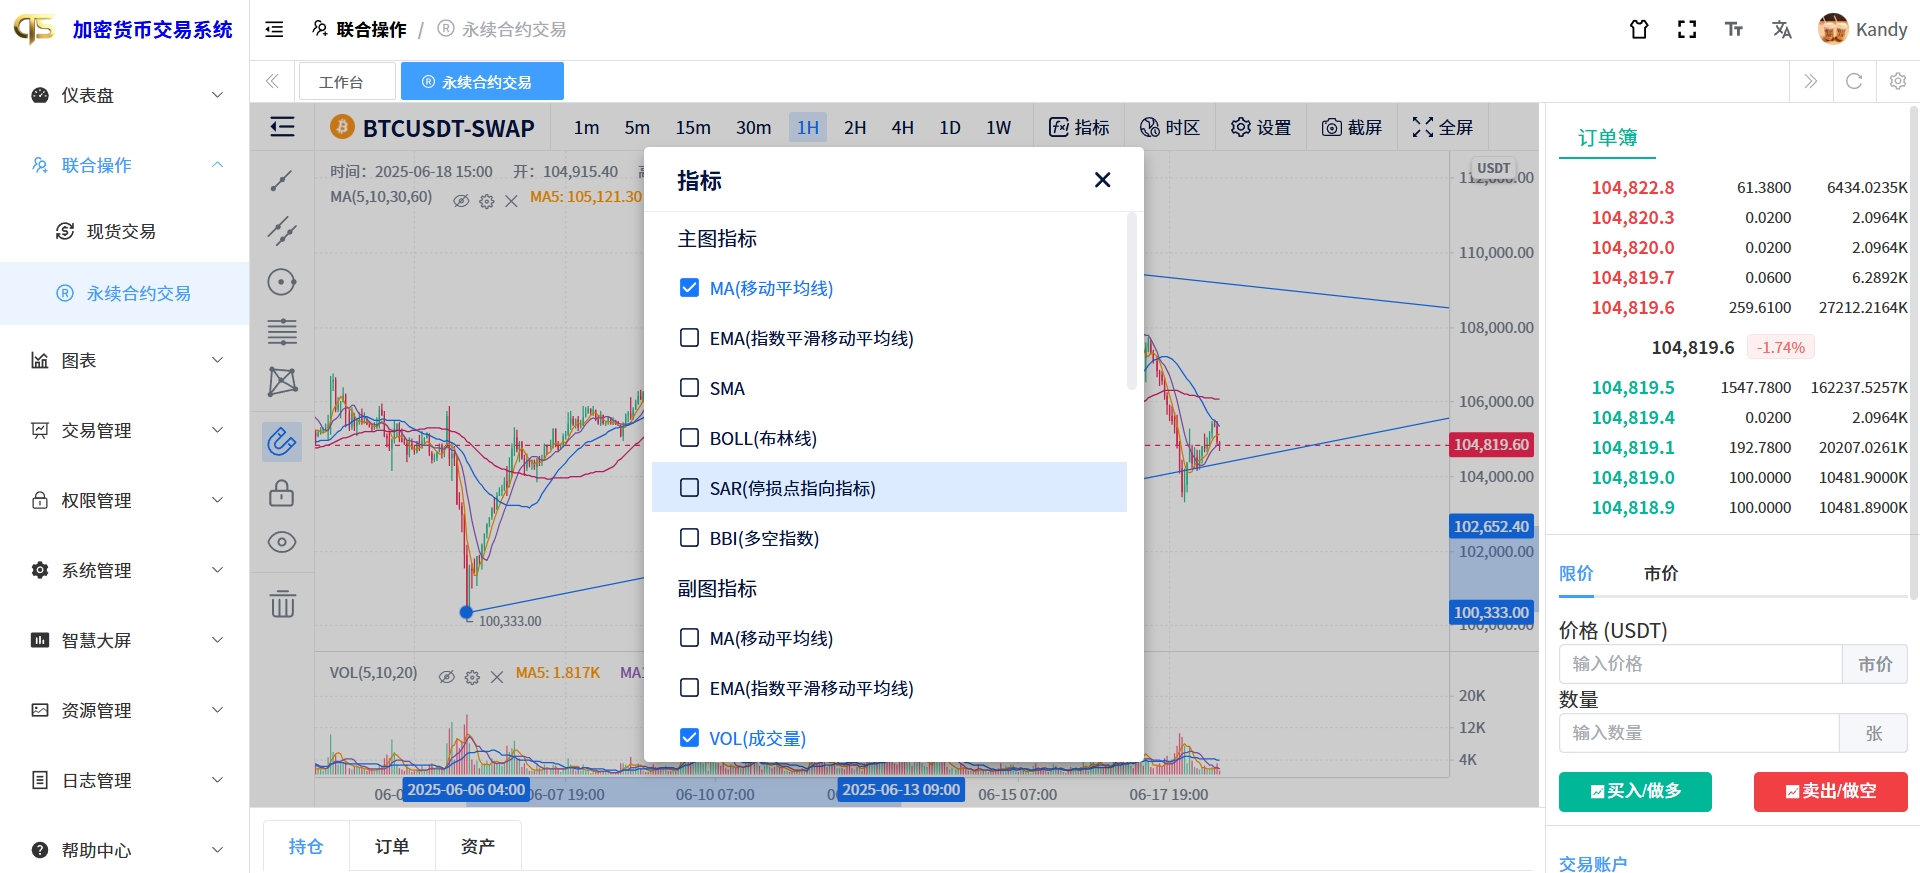 加密货币交易系统
联合操作 / 永续合约交易
Kandy
工作台
永续合约交易
仪表盘
联合操作
现货交易
永续合约交易
图表
交易管理
权限管理
系统管理
智慧大屏
资源管理
日志管理
帮助中心
BTCUSDT-SWAP 1m 5m 15m 30m 1H 2H 4H 1D 1W 指标 时区 设置 截屏 全屏
时间：2025-06-18 15:00 开：104,915.40
MA(5,10,30,60) MA5: 105,121.30
指标
主图指标
MA(移动平均线)
EMA(指数平滑移动平均线)
SMA
BOLL(布林线)
SAR(停损点指向指标)
BBI(多空指数)
副图指标
MA(移动平均线)
EMA(指数平滑移动平均线)
VOL(成交量)
100,333.00
VOL(5,10,20) MA5: 1.817K
USDT
110,000.00
108,000.00
106,000.00
104,819.60
104,000.00
102,652.40
102,000.00
100,333.00
20K
12K
4K
2025-06-06 04:00
06-07 19:00
06-10 07:00
2025-06-13 09:00
06-15 07:00
06-17 19:00
持仓
订单
资产
订单簿
104,822.8 61.3800 6434.0235K
104,820.3 0.0200 2.0964K
104,820.0 0.0200 2.0964K
104,819.7 0.0600 6.2892K
104,819.6 259.6100 27212.2164K
104,819.6 -1.74%
104,819.5 1547.7800 162237.5257K
104,819.4 0.0200 2.0964K
104,819.1 192.7800 20207.0261K
104,819.0 100.0000 10481.9000K
104,818.9 100.0000 10481.8900K
限价 市价
价格 (USDT)
输入价格 市价
数量
输入数量 张
买入/做多 卖出/做空
交易账户